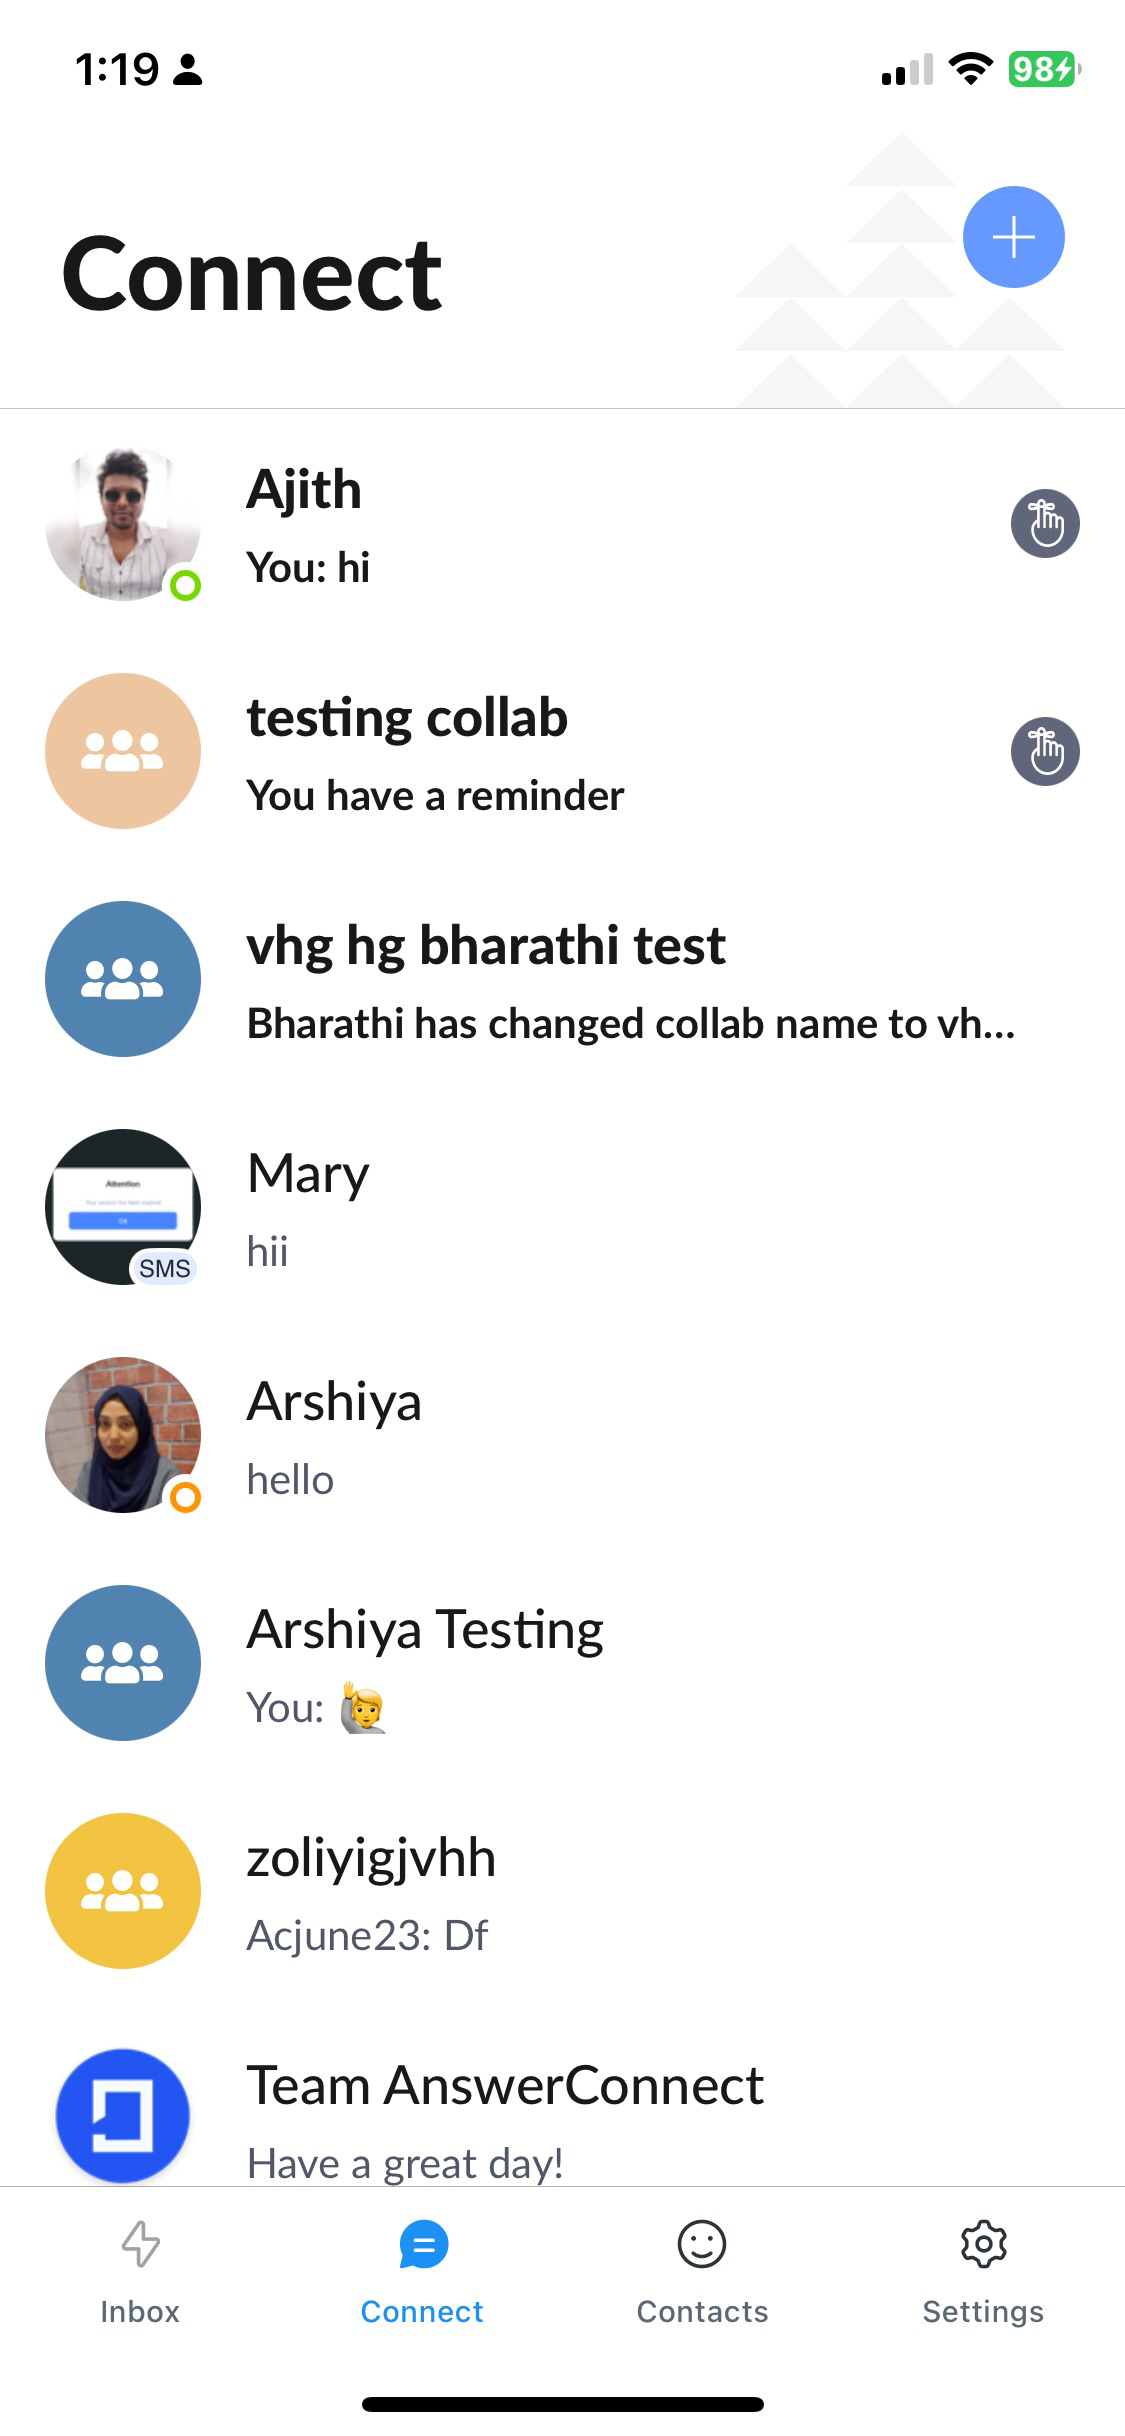 1:19
98
Connect
Ajith
You: hi
testing collab
You have a reminder
vhg hg bharathi test
Bharathi has changed collab name to vh...
Attention
Ok
SMS
Mary
hii
Arshiya
hello
Arshiya Testing
You: 🙋
zoliyigjvhh
Acjune23: Df
Team AnswerConnect
Have a great day!
Inbox
Connect
Contacts
Settings